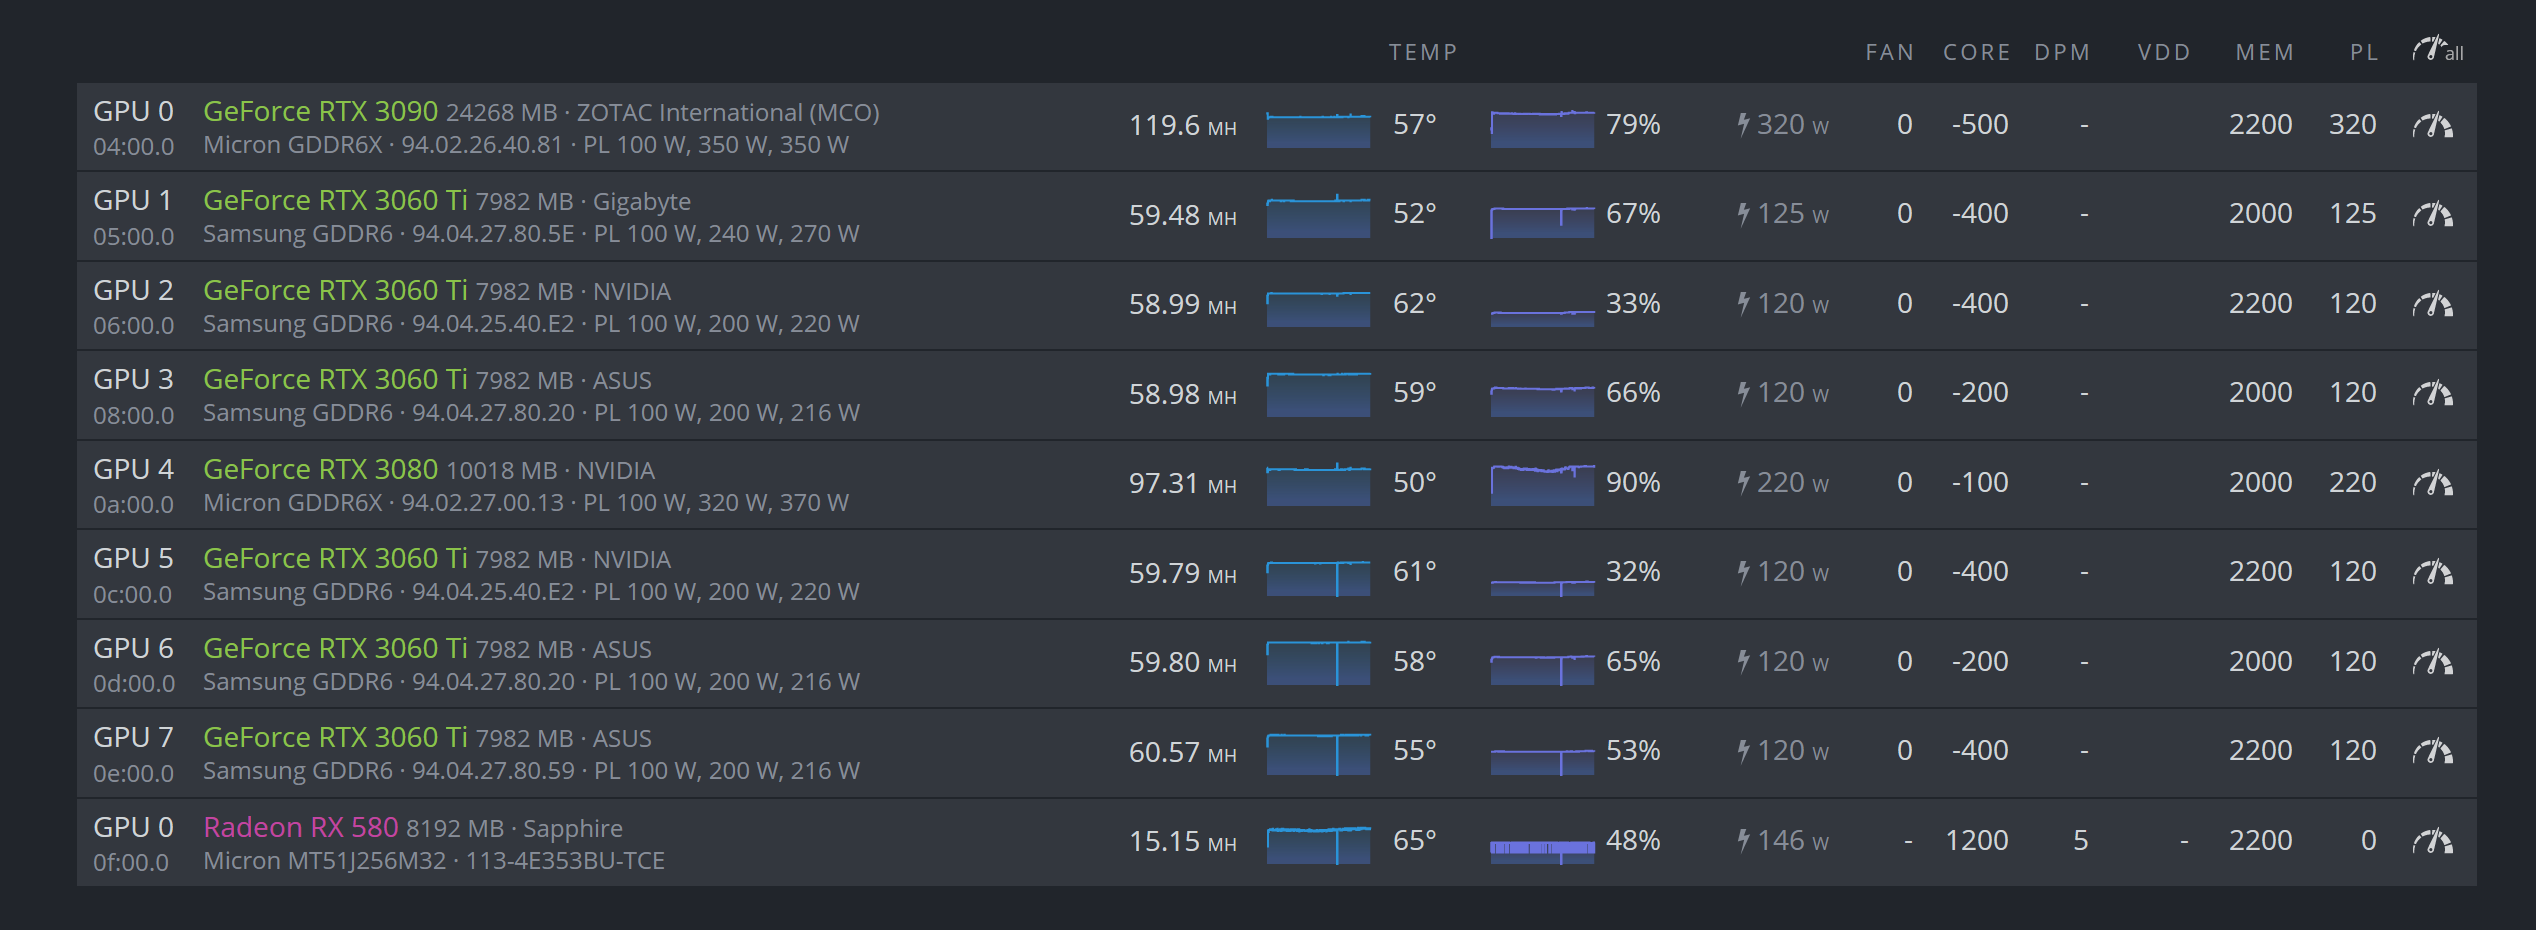 TEMP FAN CORE DPM VDD MEM PL all
GPU 0 GeForce RTX 3090 24268 MB · ZOTAC International (MCO) 119.6 MH 57° 79% 320 W 0 -500 - 2200 320
04:00.0 Micron GDDR6X · 94.02.26.40.81 · PL 100 W, 350 W, 350 W
GPU 1 GeForce RTX 3060 Ti 7982 MB · Gigabyte 59.48 MH 52° 67% 125 W 0 -400 - 2000 125
05:00.0 Samsung GDDR6 · 94.04.27.80.5E · PL 100 W, 240 W, 270 W
GPU 2 GeForce RTX 3060 Ti 7982 MB · NVIDIA 58.99 MH 62° 33% 120 W 0 -400 - 2200 120
06:00.0 Samsung GDDR6 · 94.04.25.40.E2 · PL 100 W, 200 W, 220 W
GPU 3 GeForce RTX 3060 Ti 7982 MB · ASUS 58.98 MH 59° 66% 120 W 0 -200 - 2000 120
08:00.0 Samsung GDDR6 · 94.04.27.80.20 · PL 100 W, 200 W, 216 W
GPU 4 GeForce RTX 3080 10018 MB · NVIDIA 97.31 MH 50° 90% 220 W 0 -100 - 2000 220
0a:00.0 Micron GDDR6X · 94.02.27.00.13 · PL 100 W, 320 W, 370 W
GPU 5 GeForce RTX 3060 Ti 7982 MB · NVIDIA 59.79 MH 61° 32% 120 W 0 -400 - 2200 120
0c:00.0 Samsung GDDR6 · 94.04.25.40.E2 · PL 100 W, 200 W, 220 W
GPU 6 GeForce RTX 3060 Ti 7982 MB · ASUS 59.80 MH 58° 65% 120 W 0 -200 - 2000 120
0d:00.0 Samsung GDDR6 · 94.04.27.80.20 · PL 100 W, 200 W, 216 W
GPU 7 GeForce RTX 3060 Ti 7982 MB · ASUS 60.57 MH 55° 53% 120 W 0 -400 - 2200 120
0e:00.0 Samsung GDDR6 · 94.04.27.80.59 · PL 100 W, 200 W, 216 W
GPU 0 Radeon RX 580 8192 MB · Sapphire 15.15 MH 65° 48% 146 W - 1200 5 - 2200 0
0f:00.0 Micron MT51J256M32 · 113-4E353BU-TCE